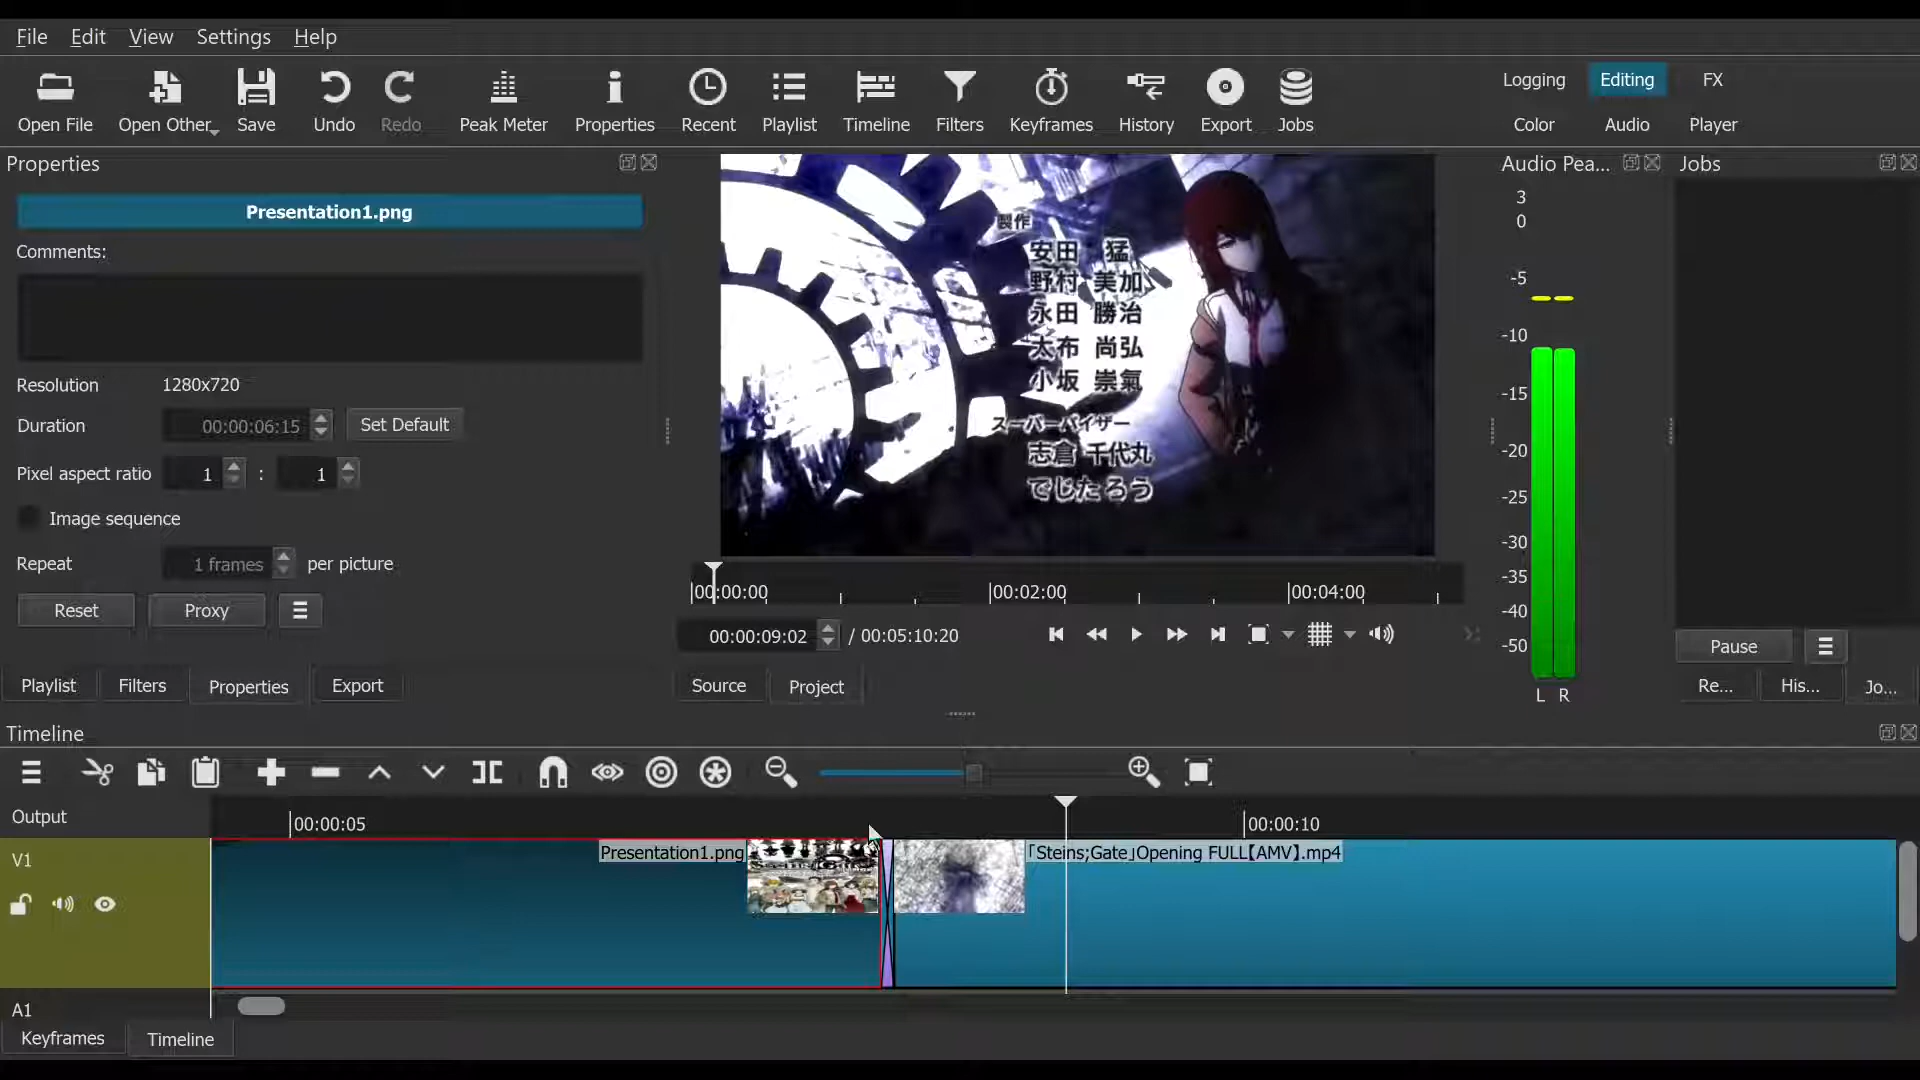 File Edit View Settings Help
Open File Open Other... Save Undo Redo Peak Meter Properties Recent Playlist Timeline Filters Keyframes History Export Jobs
Logging Editing FX
Color Audio Player
Properties
Presentation1.png
Comments:
Resolution 1280x720
Duration 00:00:06:15 Set Default
Pixel aspect ratio 1 : 1
Image sequence
Repeat 1 frames per picture
Reset Proxy
Playlist Filters Properties Export
製作
安田 猛
野村 美加
永田 勝治
太布 尚弘
小坂 崇氣
スーパーバイザー
志倉 千代丸
でじたろう
00:00:00 00:02:00 00:04:00
00:00:09:02 / 00:05:10:20
Source Project
Audio Pea...
3
0
-5
-10
-15
-20
-25
-30
-35
-40
-50
L R
Jobs
Pause
Re... His... Jo...
Timeline
Output
00:00:05 00:00:10
V1
Presentation1.png
「Steins;Gate」Opening FULL【AMV】.mp4
A1
Keyframes Timeline